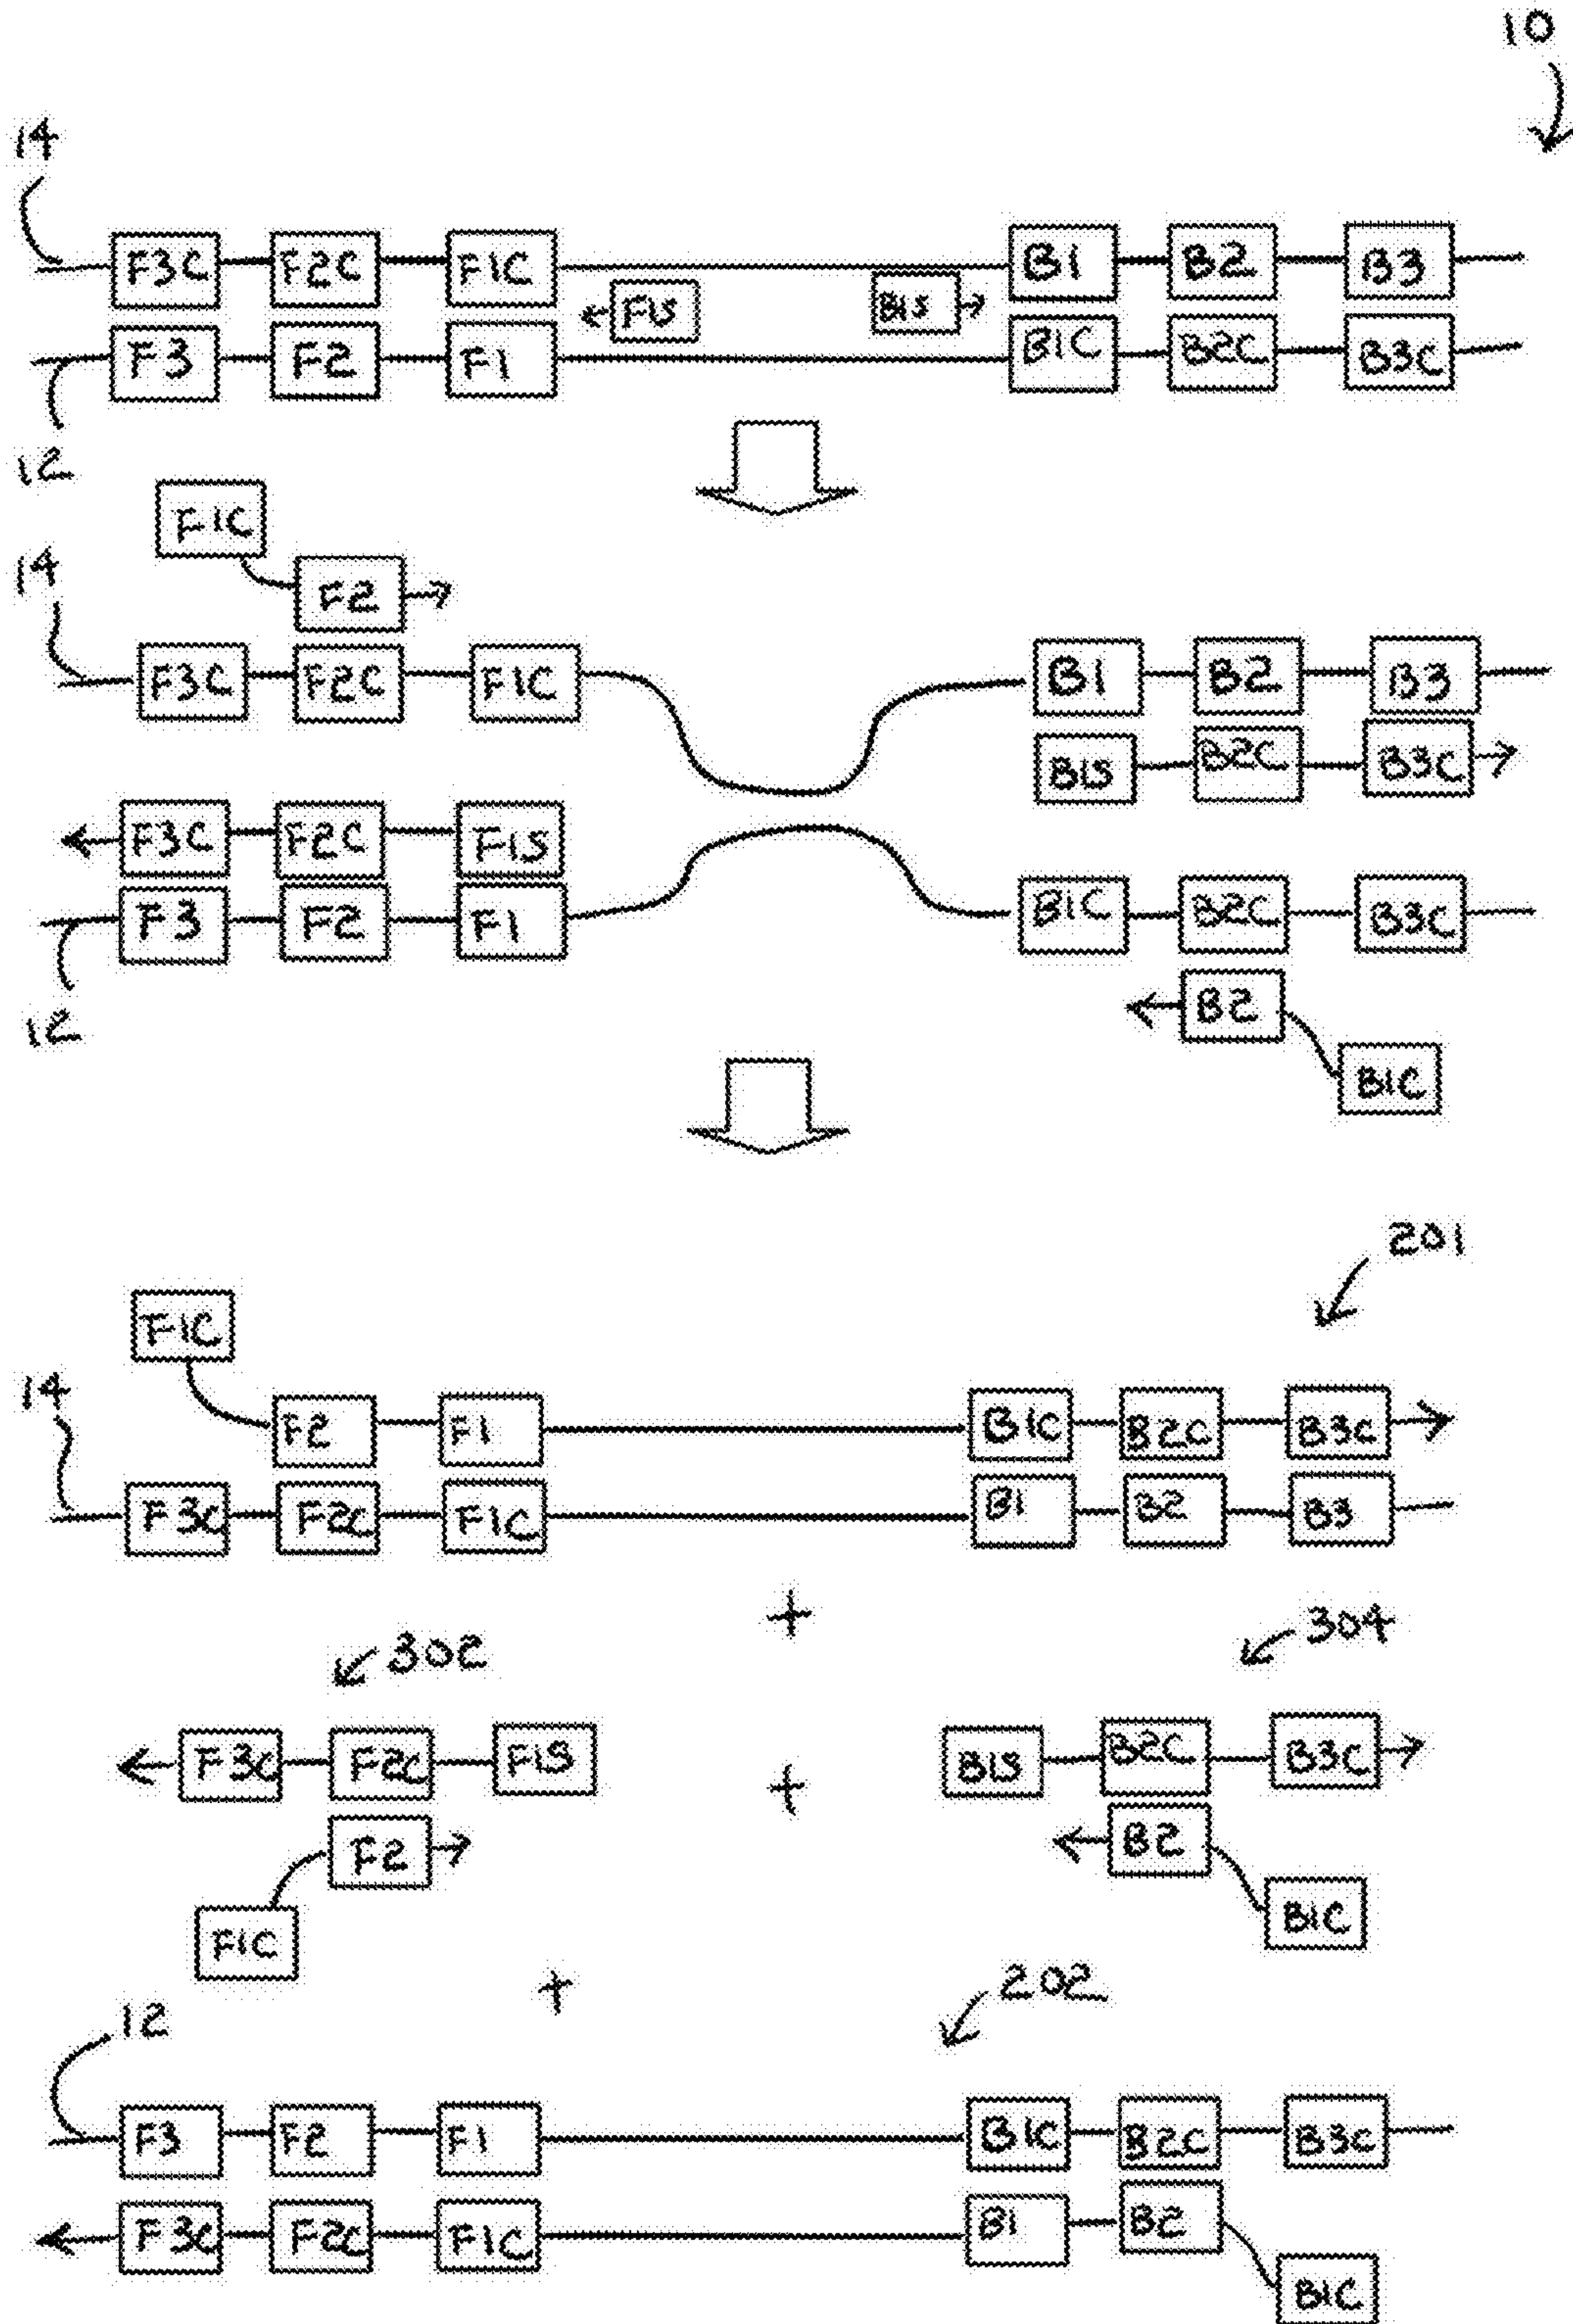 10
14
F3C F2C F1C B1 B2 B3
F1S B1S
F3 F2 F1 B1C B2C B3C
12
F1C
14
F2
F3C F2C F1C B1 B2 B3
B1S B2C B3C
F3C F2C F1S
F3 F2 F1 B1C B2C B3C
12
B2
B1C
201
F1C
14
F2 F1 B1C B2C B3C
F3C F2C F1C B1 B2 B3
+
302 304
F3C F2C F1S + B1S B2C B3C
F2 B2
F1C B1C
+ 202
12
F3 F2 F1 B1C B2C B3C
F3C F2C F1C B1 B2
B1C